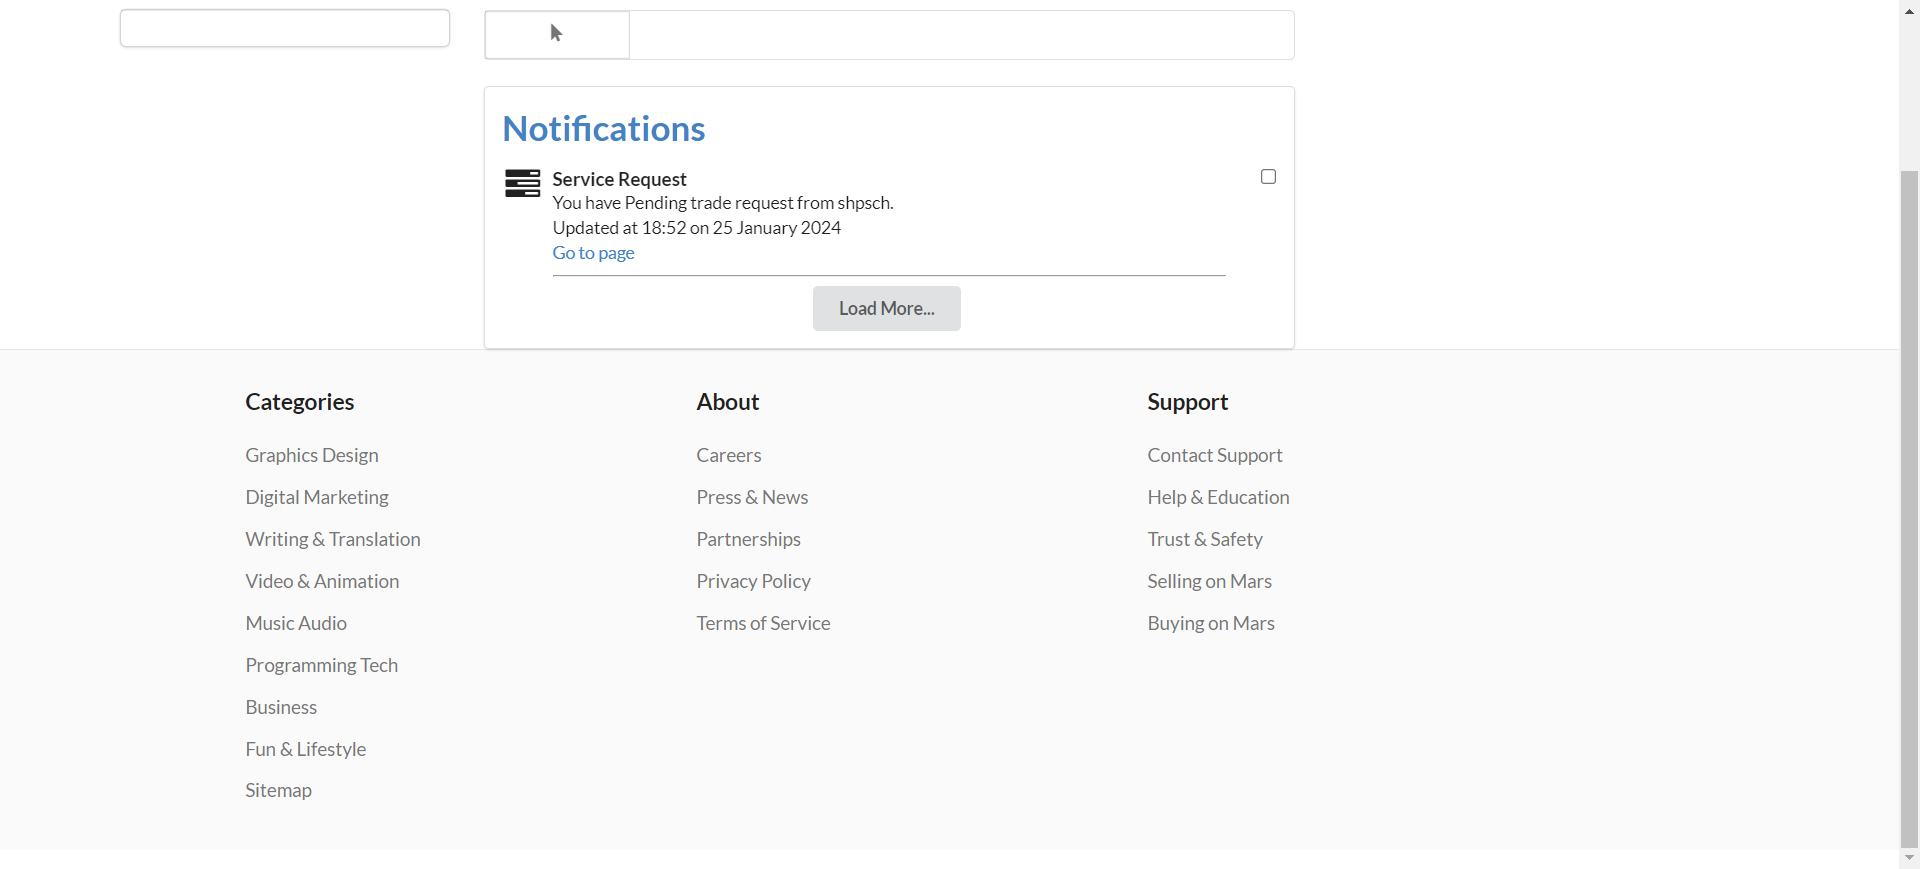 Notifications
Service Request
You have Pending trade request from shpsch.
Updated at 18:52 on 25 January 2024
Go to page
Load More...
Categories
Graphics Design
Digital Marketing
Writing & Translation
Video & Animation
Music Audio
Programming Tech
Business
Fun & Lifestyle
Sitemap
About
Careers
Press & News
Partnerships
Privacy Policy
Terms of Service
Support
Contact Support
Help & Education
Trust & Safety
Selling on Mars
Buying on Mars